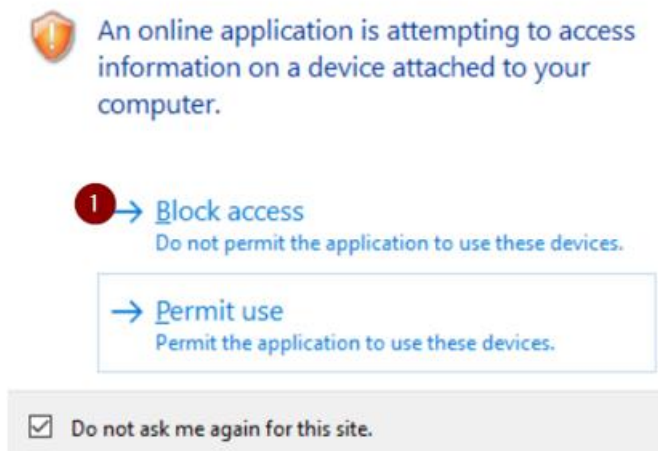 An online application is attempting to access
information on a device attached to your
computer.
1
Block access
Do not permit the application to use these devices.
Permit use
Permit the application to use these devices.
Do not ask me again for this site.